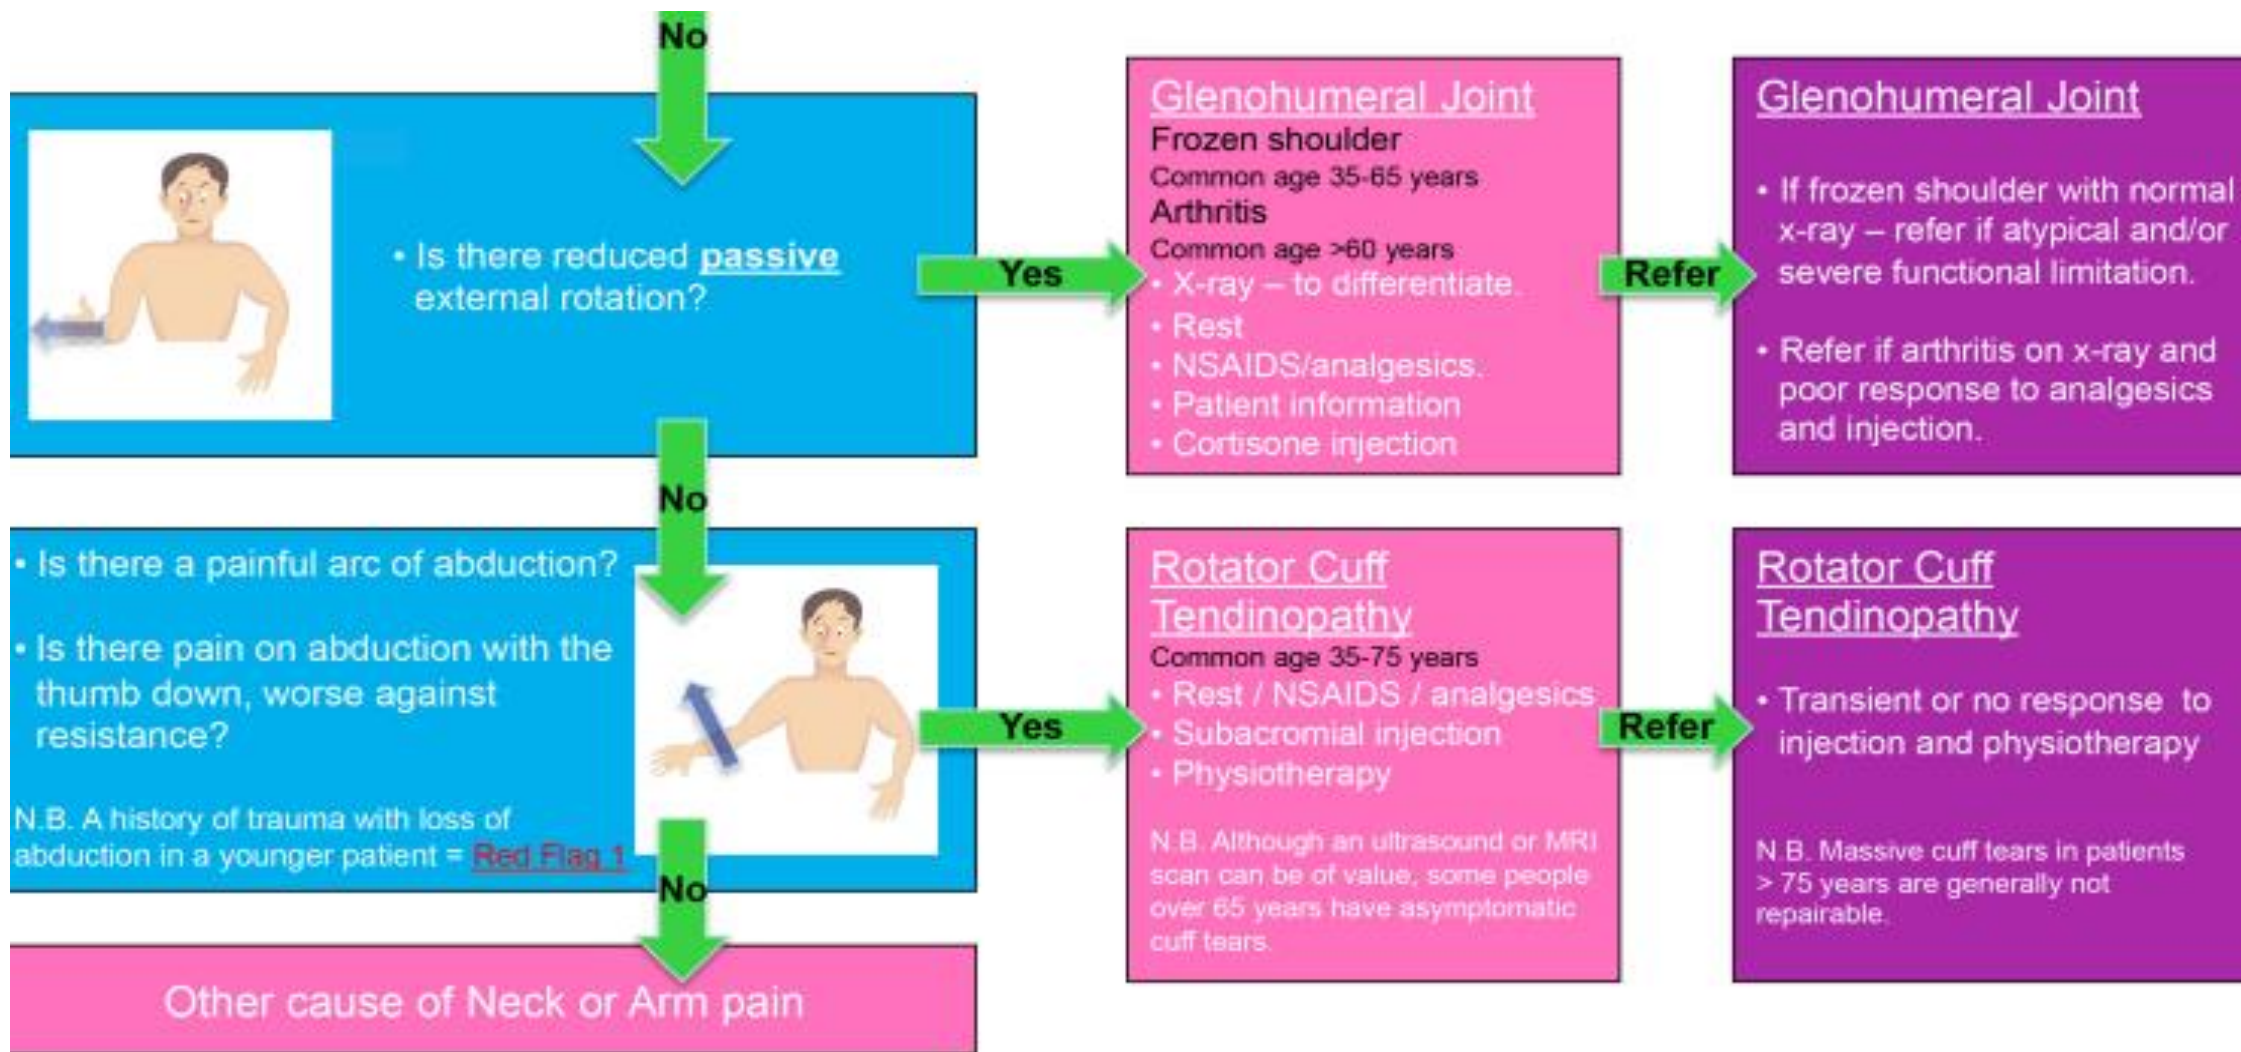 No
• Is there reduced passive
external rotation?
Yes
Glenohumeral Joint
Frozen shoulder
Common age 35-65 years
Arthritis
Common age >60 years
• X-ray – to differentiate.
• Rest
• NSAIDS/analgesics.
• Patient information
• Cortisone injection
Refer
Glenohumeral Joint
• If frozen shoulder with normal
x-ray – refer if atypical and/or
severe functional limitation.
• Refer if arthritis on x-ray and
poor response to analgesics
and injection.
No
• Is there a painful arc of abduction?
• Is there pain on abduction with the
thumb down, worse against
resistance?
N.B. A history of trauma with loss of
abduction in a younger patient = Red Flag 1
Yes
Rotator Cuff
Tendinopathy
Common age 35-75 years
• Rest / NSAIDS / analgesics
• Subacromial injection
• Physiotherapy
N.B. Although an ultrasound or MRI
scan can be of value, some people
over 65 years have asymptomatic
cuff tears.
Refer
Rotator Cuff
Tendinopathy
• Transient or no response to
injection and physiotherapy
N.B. Massive cuff tears in patients
> 75 years are generally not
repairable.
No
Other cause of Neck or Arm pain